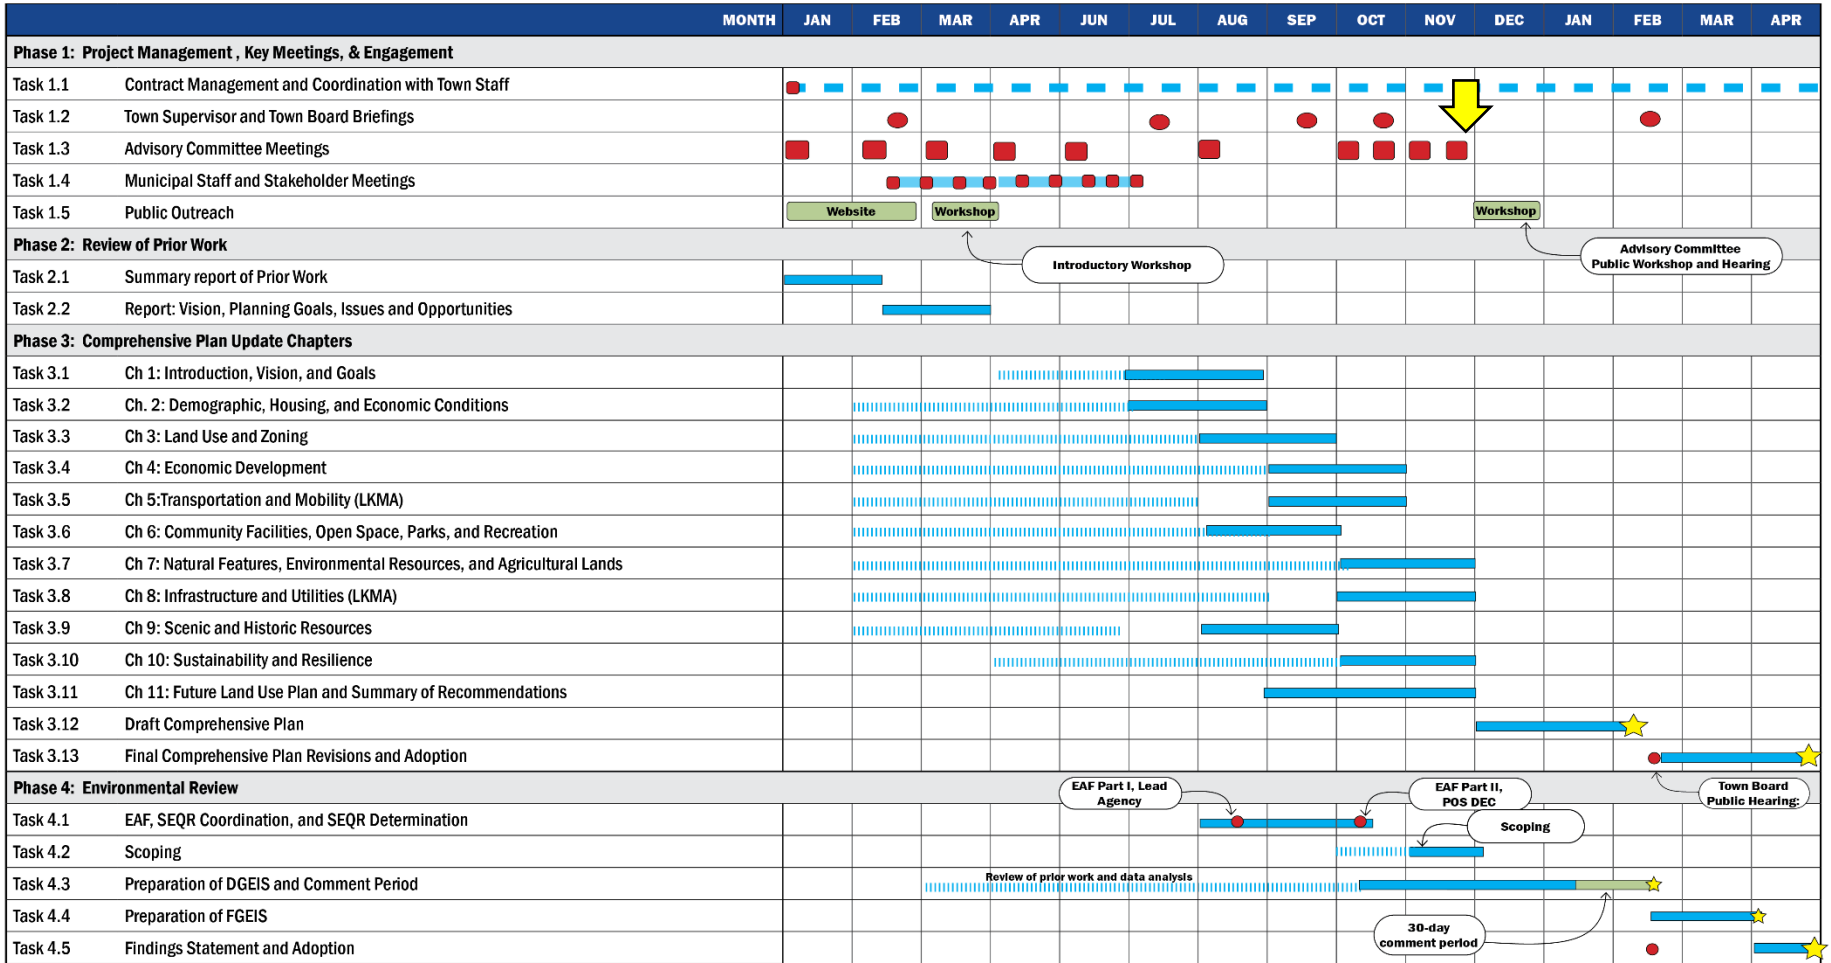 MONTH JAN FEB MAR APR JUN JUL AUG SEP OCT NOV DEC JAN FEB MAR APR
Phase 1: Project Management , Key Meetings, & Engagement
Task 1.1 Contract Management and Coordination with Town Staff
Task 1.2 Town Supervisor and Town Board Briefings
Task 1.3 Advisory Committee Meetings
Task 1.4 Municipal Staff and Stakeholder Meetings
Task 1.5 Public Outreach Website Workshop Workshop
Phase 2: Review of Prior Work
Introductory Workshop
Advisory Committee
Public Workshop and Hearing
Task 2.1 Summary report of Prior Work
Task 2.2 Report: Vision, Planning Goals, Issues and Opportunities
Phase 3: Comprehensive Plan Update Chapters
Task 3.1 Ch 1: Introduction, Vision, and Goals
Task 3.2 Ch. 2: Demographic, Housing, and Economic Conditions
Task 3.3 Ch 3: Land Use and Zoning
Task 3.4 Ch 4: Economic Development
Task 3.5 Ch 5:Transportation and Mobility (LKMA)
Task 3.6 Ch 6: Community Facilities, Open Space, Parks, and Recreation
Task 3.7 Ch 7: Natural Features, Environmental Resources, and Agricultural Lands
Task 3.8 Ch 8: Infrastructure and Utilities (LKMA)
Task 3.9 Ch 9: Scenic and Historic Resources
Task 3.10 Ch 10: Sustainability and Resilience
Task 3.11 Ch 11: Future Land Use Plan and Summary of Recommendations
Task 3.12 Draft Comprehensive Plan
Task 3.13 Final Comprehensive Plan Revisions and Adoption
Phase 4: Environmental Review
EAF Part I, Lead
Agency
EAF Part II,
POS DEC
Town Board
Public Hearing:
Task 4.1 EAF, SEQR Coordination, and SEQR Determination
Scoping
Task 4.2 Scoping
Task 4.3 Preparation of DGEIS and Comment Period
Review of prior work and data analysis
Task 4.4 Preparation of FGEIS
30-day
comment period
Task 4.5 Findings Statement and Adoption